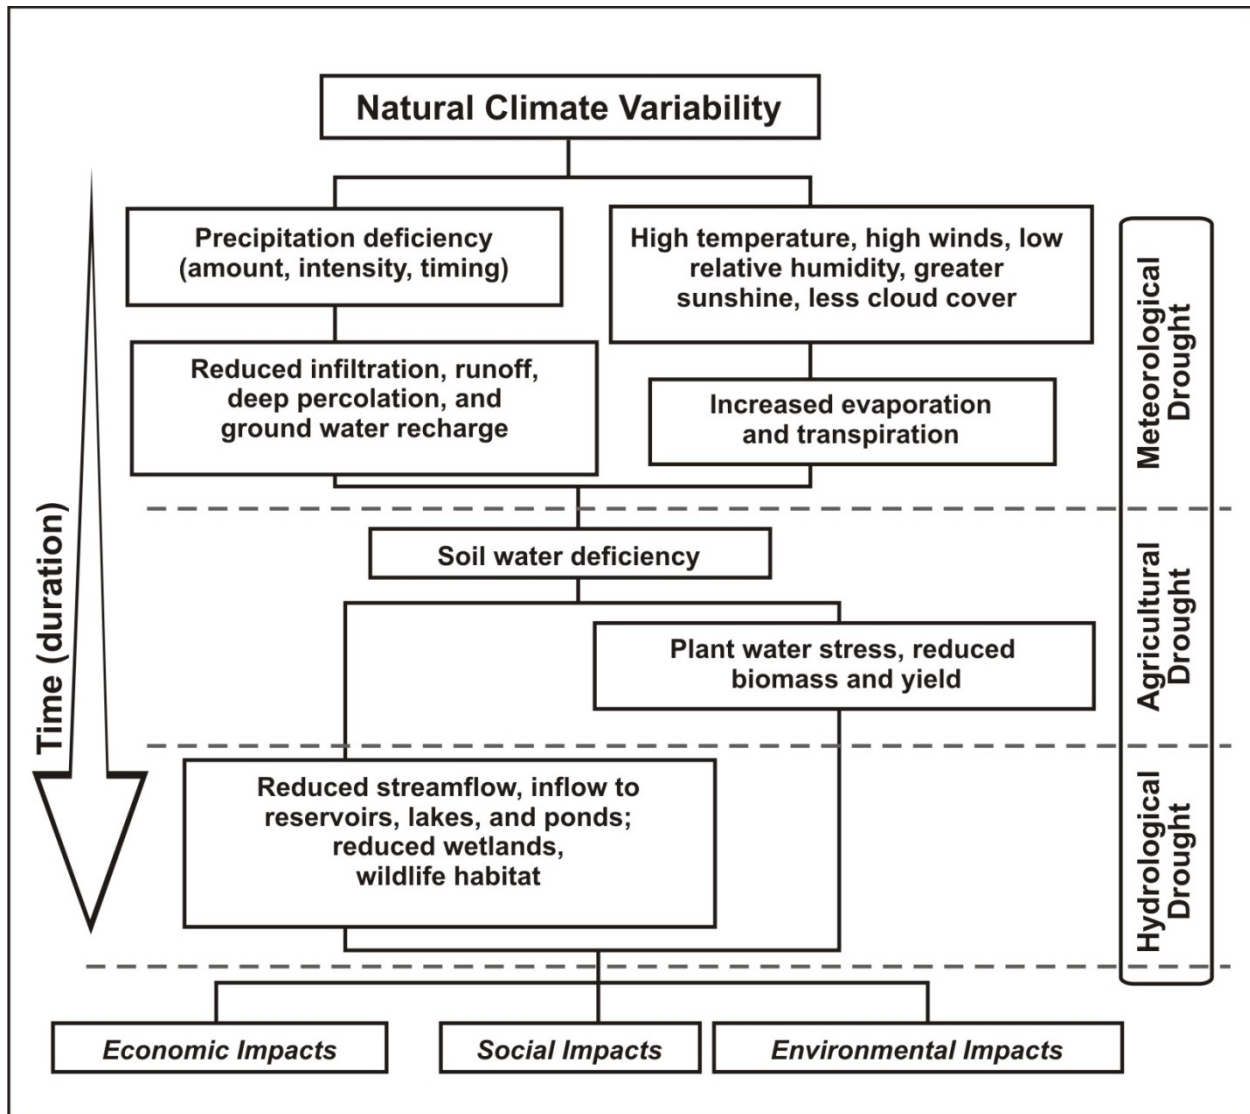 Natural Climate Variability
Precipitation deficiency
(amount, intensity, timing)
High temperature, high winds, low
relative humidity, greater
sunshine, less cloud cover
Reduced infiltration, runoff,
deep percolation, and
ground water recharge
Increased evaporation
and transpiration
Meteorological
Drought
Time (duration)
Soil water deficiency
Plant water stress, reduced
biomass and yield
Agricultural
Drought
Reduced streamflow, inflow to
reservoirs, lakes, and ponds;
reduced wetlands,
wildlife habitat
Hydrological
Drought
Economic Impacts
Social Impacts
Environmental Impacts